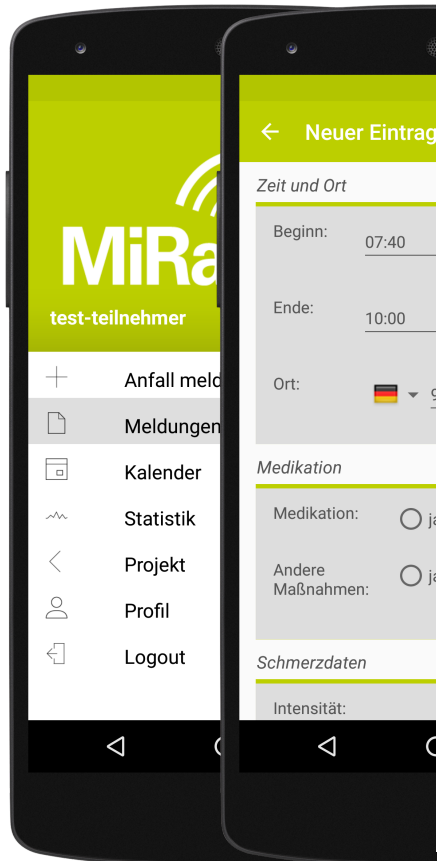 MiRa
test-teilnehmer
Anfall meld
Meldungen
Kalender
Statistik
Projekt
Profil
Logout
Neuer Eintrag
Zeit und Ort
Beginn:
07:40
Ende:
10:00
Ort:
9
Medikation
Medikation:
ja
Andere
Maßnahmen:
ja
Schmerzdaten
Intensität: